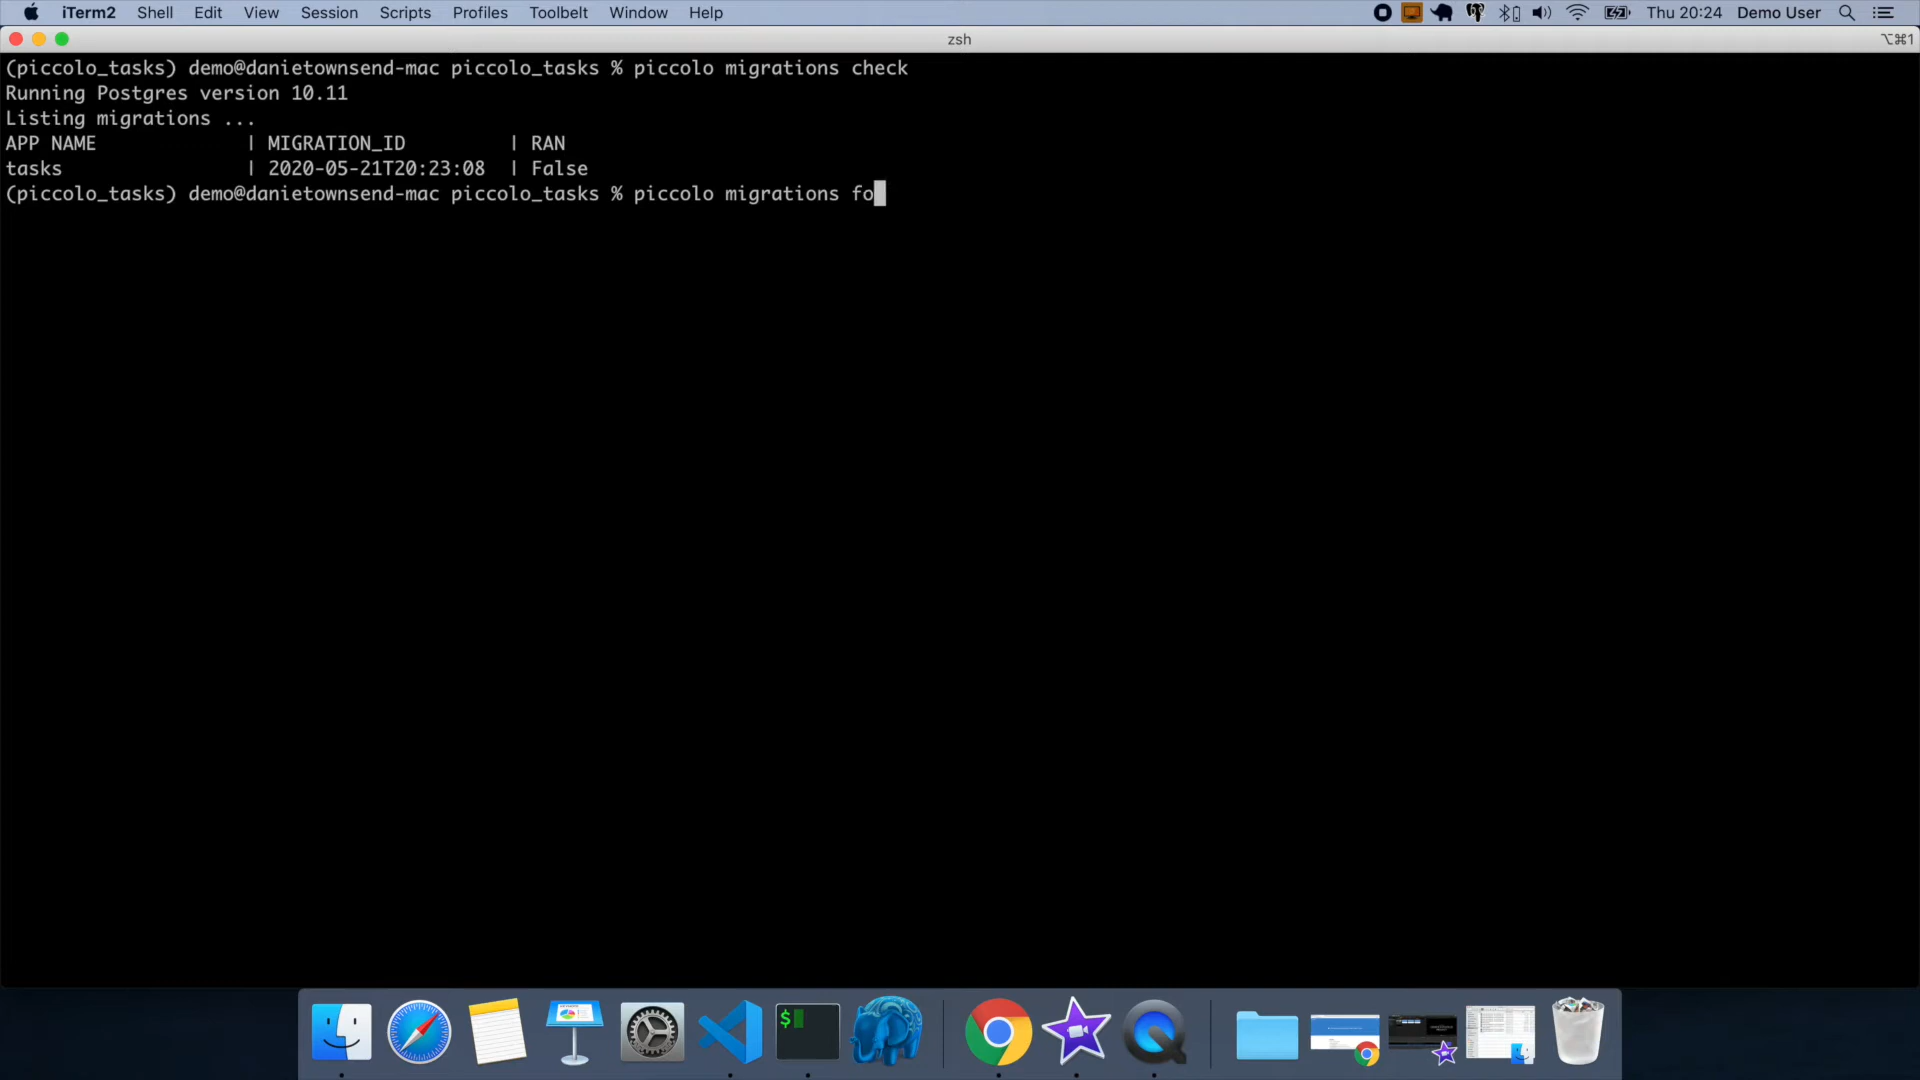 iTerm2 Shell Edit View Session Scripts Profiles Toolbelt Window Help Thu 20:24 Demo User
zsh ⌥⌘1
(piccolo_tasks) demo@danietownsend-mac piccolo_tasks % piccolo migrations check
Running Postgres version 10.11
Listing migrations ...
APP NAME | MIGRATION_ID | RAN
tasks | 2020-05-21T20:23:08 | False
(piccolo_tasks) demo@danietownsend-mac piccolo_tasks % piccolo migrations fo
$